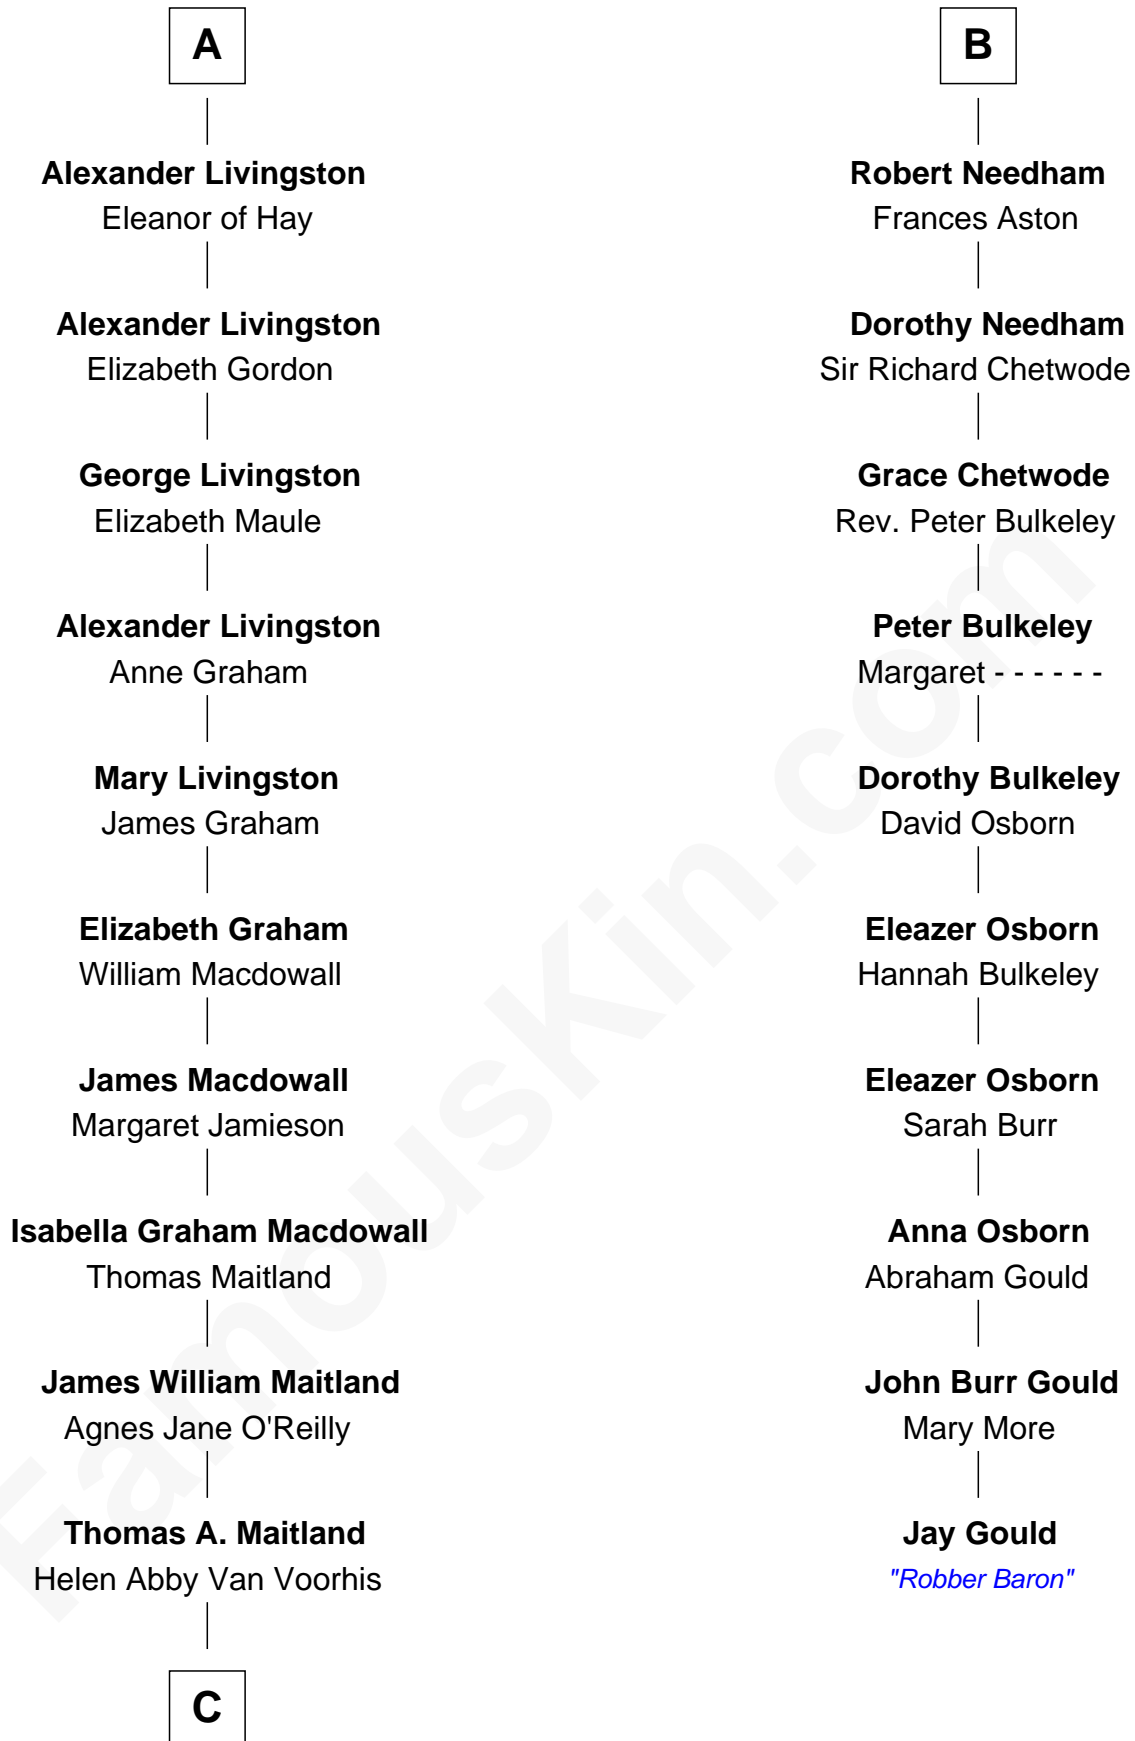 A
Alexander Livingston
Eleanor of Hay
Alexander Livingston
Elizabeth Gordon
George Livingston
Elizabeth Maule
Alexander Livingston
Anne Graham
Mary Livingston
James Graham
Elizabeth Graham
William Macdowall
James Macdowall
Margaret Jamieson
Isabella Graham Macdowall
Thomas Maitland
James William Maitland
Agnes Jane O'Reilly
Thomas A. Maitland
Helen Abby Van Voorhis
C
B
Robert Needham
Frances Aston
Dorothy Needham
Sir Richard Chetwode
Grace Chetwode
Rev. Peter Bulkeley
Peter Bulkeley
Margaret - - - - - -
Dorothy Bulkeley
David Osborn
Eleazer Osborn
Hannah Bulkeley
Eleazer Osborn
Sarah Burr
Anna Osborn
Abraham Gould
John Burr Gould
Mary More
Jay Gould
"Robber Baron"
FamousKin.com